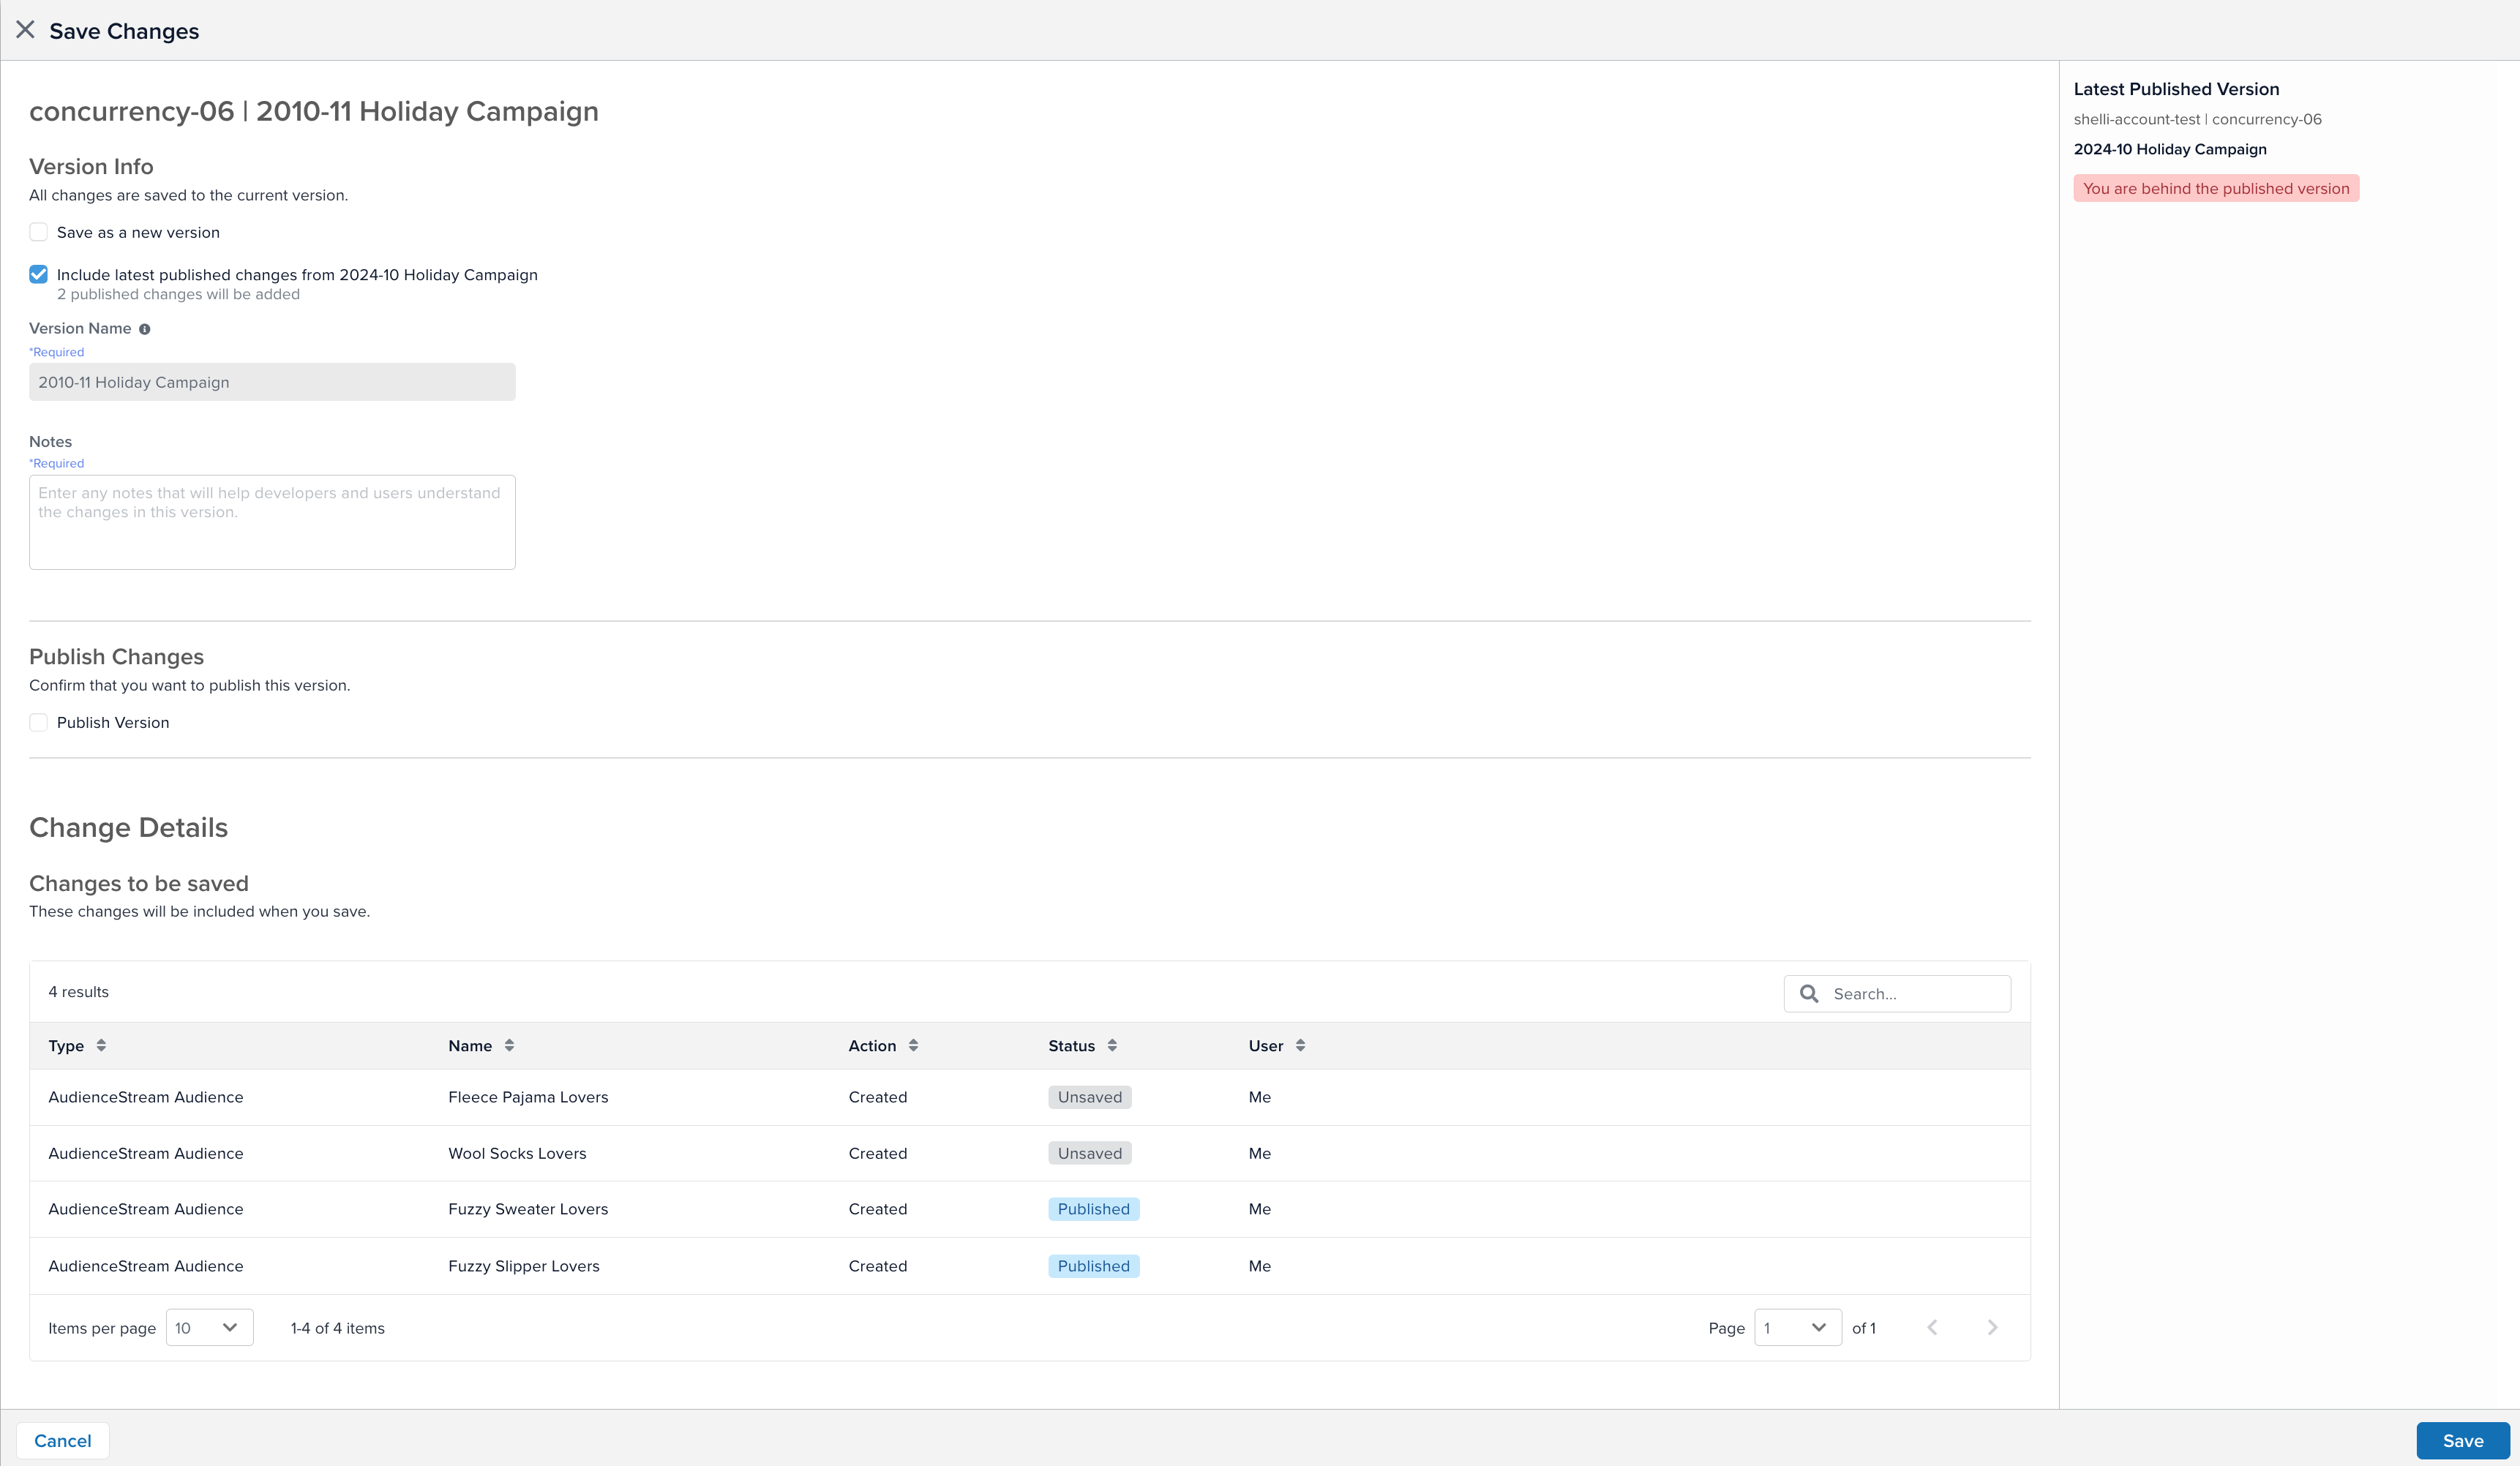 Save Changes
concurrency-06 | 2010-11 Holiday Campaign
Version Info
All changes are saved to the current version.
Save as a new version
Include latest published changes from 2024-10 Holiday Campaign
2 published changes will be added
Version Name
*Required
2010-11 Holiday Campaign
Notes
*Required
Enter any notes that will help developers and users understand
the changes in this version.
Publish Changes
Confirm that you want to publish this version.
Publish Version
Change Details
Changes to be saved
These changes will be included when you save.
4 results
Search...
Type Name Action Status User
AudienceStream Audience Fleece Pajama Lovers Created Unsaved Me
AudienceStream Audience Wool Socks Lovers Created Unsaved Me
AudienceStream Audience Fuzzy Sweater Lovers Created Published Me
AudienceStream Audience Fuzzy Slipper Lovers Created Published Me
Items per page 10 1-4 of 4 items Page 1 of 1
Latest Published Version
shelli-account-test | concurrency-06
2024-10 Holiday Campaign
You are behind the published version
Cancel
Save